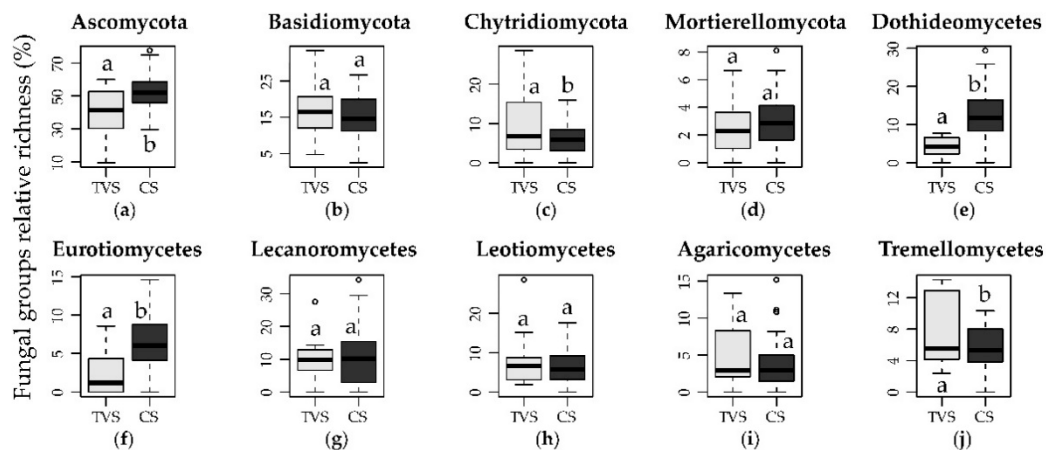 Fungal groups relative richness (%)
Ascomycota
Basidiomycota
Chytridiomycota
Mortierellomycota
Dothideomycetes
70
50
30
10
a
b
TVS CS
(a)
25
15
5
a a
TVS CS
(b)
20
10
0
a b
TVS CS
(c)
8
6
4
2
0
a
a
TVS CS
(d)
30
20
10
0
a
b
TVS CS
(e)
Eurotiomycetes
Lecanoromycetes
Leotiomycetes
Agaricomycetes
Tremellomycetes
15
10
5
0
a b
TVS CS
(f)
30
20
10
0
a a
TVS CS
(g)
30
20
10
0
a a
TVS CS
(h)
15
10
5
0
a
a
TVS CS
(i)
12
8
4
0
b
a
TVS CS
(j)